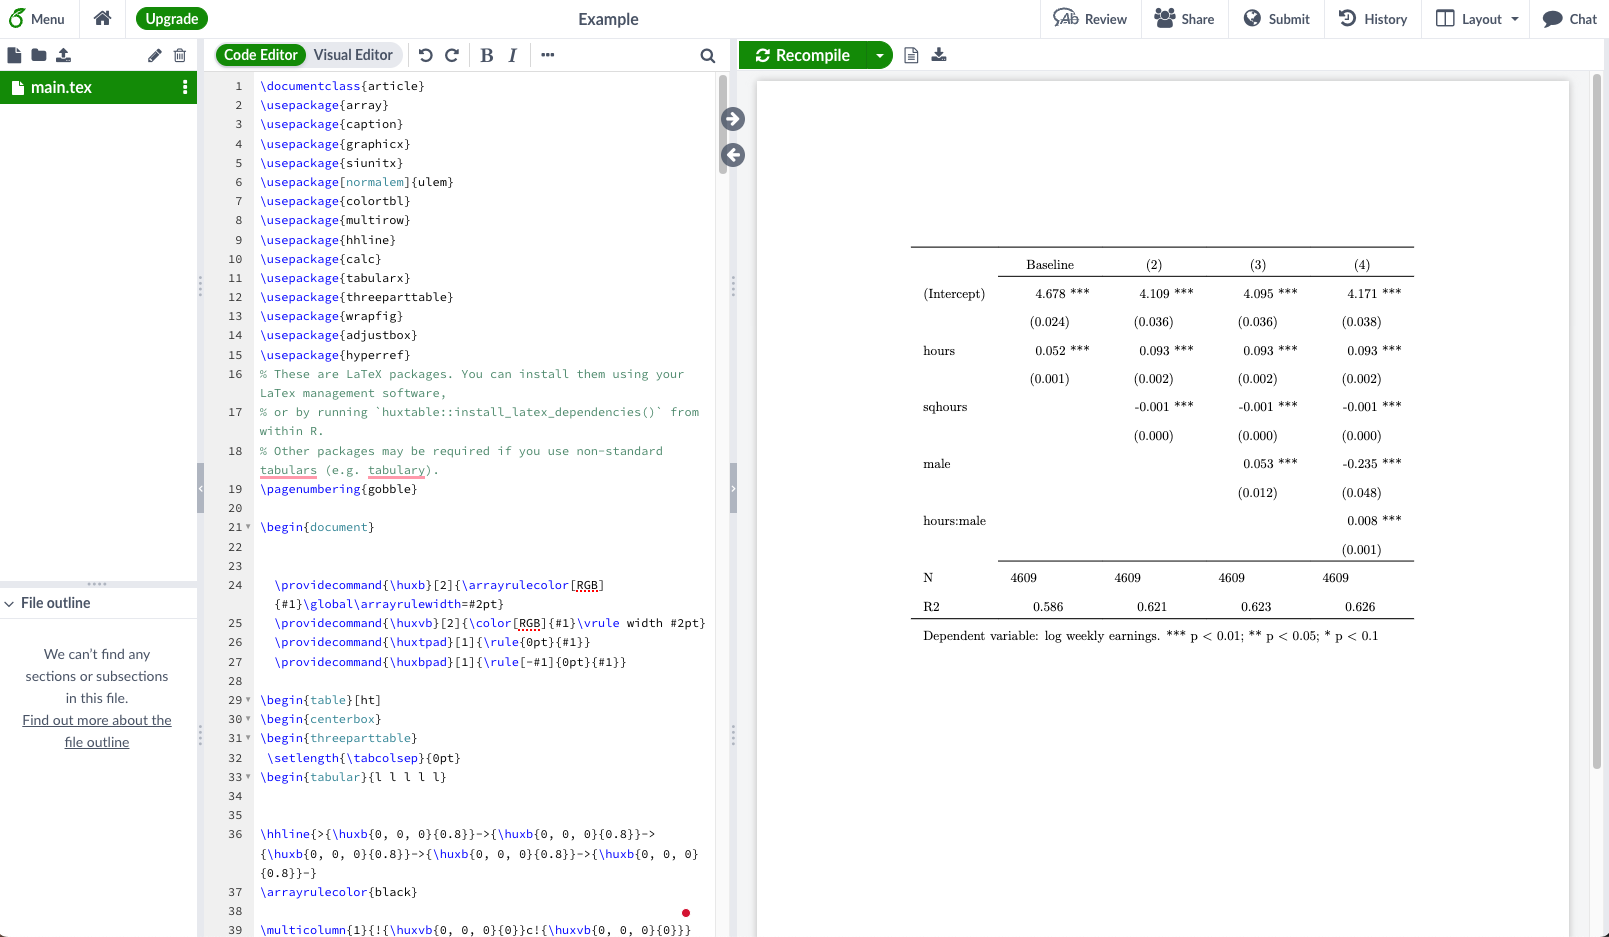 Menu
Upgrade
Example
Review
Share
Submit
History
Layout
Chat
Code Editor
Visual Editor
B
I
Recompile
main.tex
1 \documentclass{article}
2 \usepackage{array}
3 \usepackage{caption}
4 \usepackage{graphicx}
5 \usepackage{siunitx}
6 \usepackage[normalem]{ulem}
7 \usepackage{colortbl}
8 \usepackage{multirow}
9 \usepackage{hhline}
10 \usepackage{calc}
11 \usepackage{tabularx}
12 \usepackage{threeparttable}
13 \usepackage{wrapfig}
14 \usepackage{adjustbox}
15 \usepackage{hyperref}
16 % These are LaTeX packages. You can install them using your
LaTex management software,
17 % or by running `huxtable::install_latex_dependencies()` from
within R.
18 % Other packages may be required if you use non-standard
tabulars (e.g. tabulary).
19 \pagenumbering{gobble}
20
21 \begin{document}
22
23
24 \providecommand{\huxb}[2]{\arrayrulecolor[RGB]
{#1}\global\arrayrulewidth=#2pt}
25 \providecommand{\huxvb}[2]{\color[RGB]{#1}\vrule width #2pt}
26 \providecommand{\huxtpad}[1]{\rule{0pt}{#1}}
27 \providecommand{\huxbpad}[1]{\rule[-#1]{0pt}{#1}}
28
29 \begin{table}[ht]
30 \begin{centerbox}
31 \begin{threeparttable}
32 \setlength{\tabcolsep}{0pt}
33 \begin{tabular}{l l l l l}
34
35
36 \hhline{>{\huxb{0, 0, 0}{0.8}}->{\huxb{0, 0, 0}{0.8}}->
{\huxb{0, 0, 0}{0.8}}->{\huxb{0, 0, 0}{0.8}}->{\huxb{0, 0, 0}
{0.8}}-}
37 \arrayrulecolor{black}
38
39 \multicolumn{1}{!{\huxvb{0, 0, 0}{0}}c!{\huxvb{0, 0, 0}{0}}}
File outline
We can't find any
sections or subsections
in this file.
Find out more about the
file outline
Baseline (2) (3) (4)
(Intercept) 4.678 *** 4.109 *** 4.095 *** 4.171 ***
(0.024) (0.036) (0.036) (0.038)
hours 0.052 *** 0.093 *** 0.093 *** 0.093 ***
(0.001) (0.002) (0.002) (0.002)
sqhours -0.001 *** -0.001 *** -0.001 ***
(0.000) (0.000) (0.000)
male 0.053 *** -0.235 ***
(0.012) (0.048)
hours:male 0.008 ***
(0.001)
N 4609 4609 4609 4609
R2 0.586 0.621 0.623 0.626
Dependent variable: log weekly earnings. *** p < 0.01; ** p < 0.05; * p < 0.1